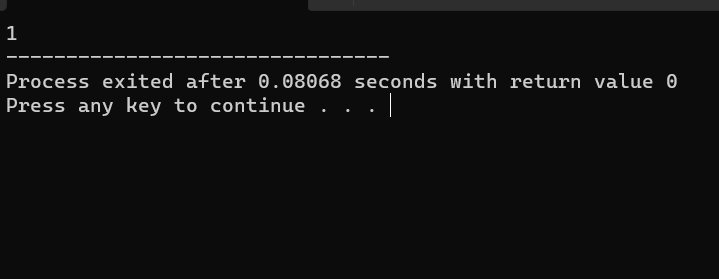 1
--------------------------------
Process exited after 0.08068 seconds with return value 0
Press any key to continue . . .